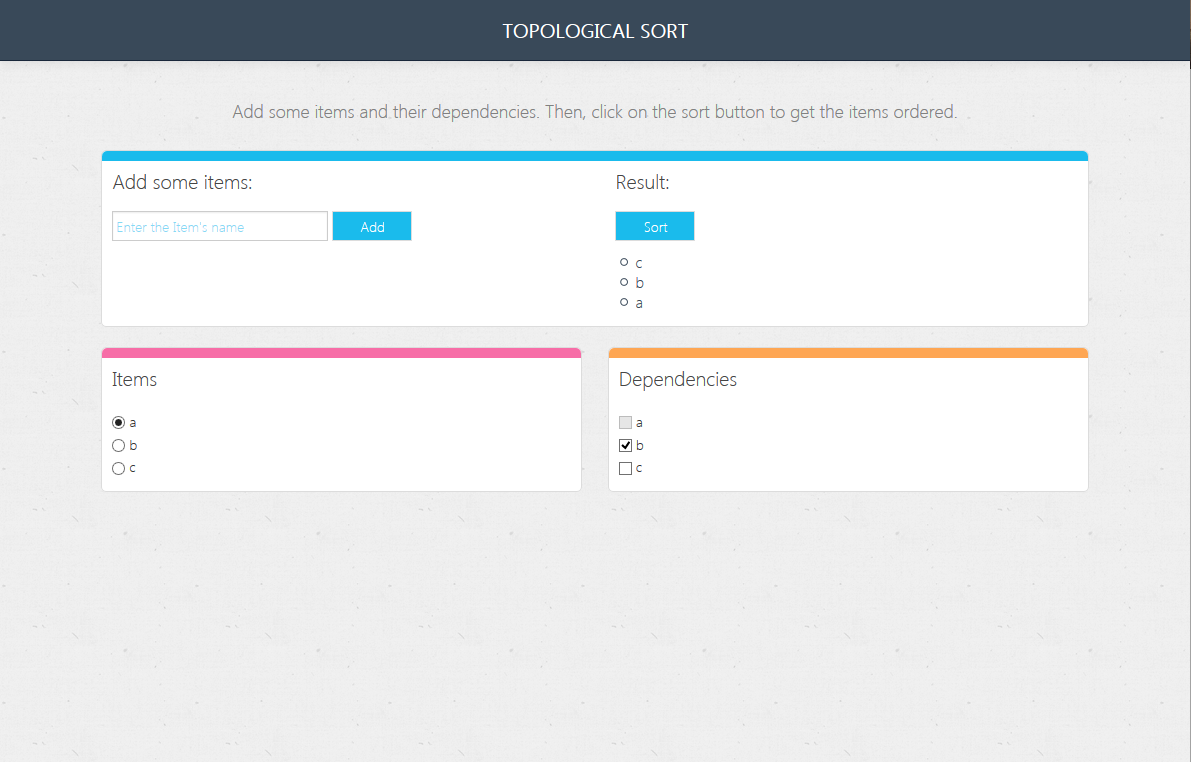 TOPOLOGICAL SORT
Add some items and their dependencies. Then, click on the sort button to get the items ordered.
Add some items:
Enter the Item's name
Add
Result:
Sort
c
b
a
Items
a
b
c
Dependencies
a
b
c